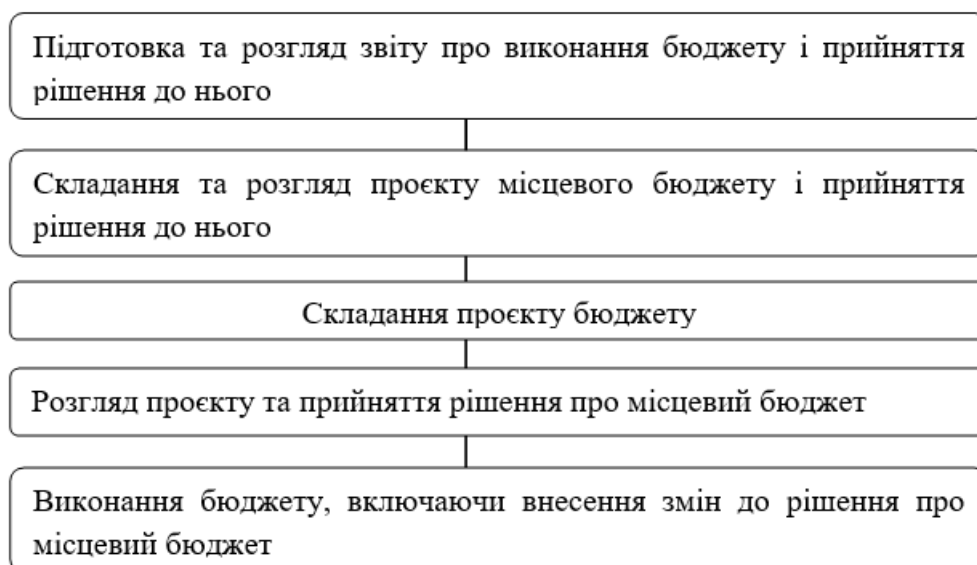 Підготовка та розгляд звіту про виконання бюджету і прийняття
рішення до нього
Складання та розгляд проєкту місцевого бюджету і прийняття
рішення до нього
Складання проєкту бюджету
Розгляд проєкту та прийняття рішення про місцевий бюджет
Виконання бюджету, включаючи внесення змін до рішення про
місцевий бюджет